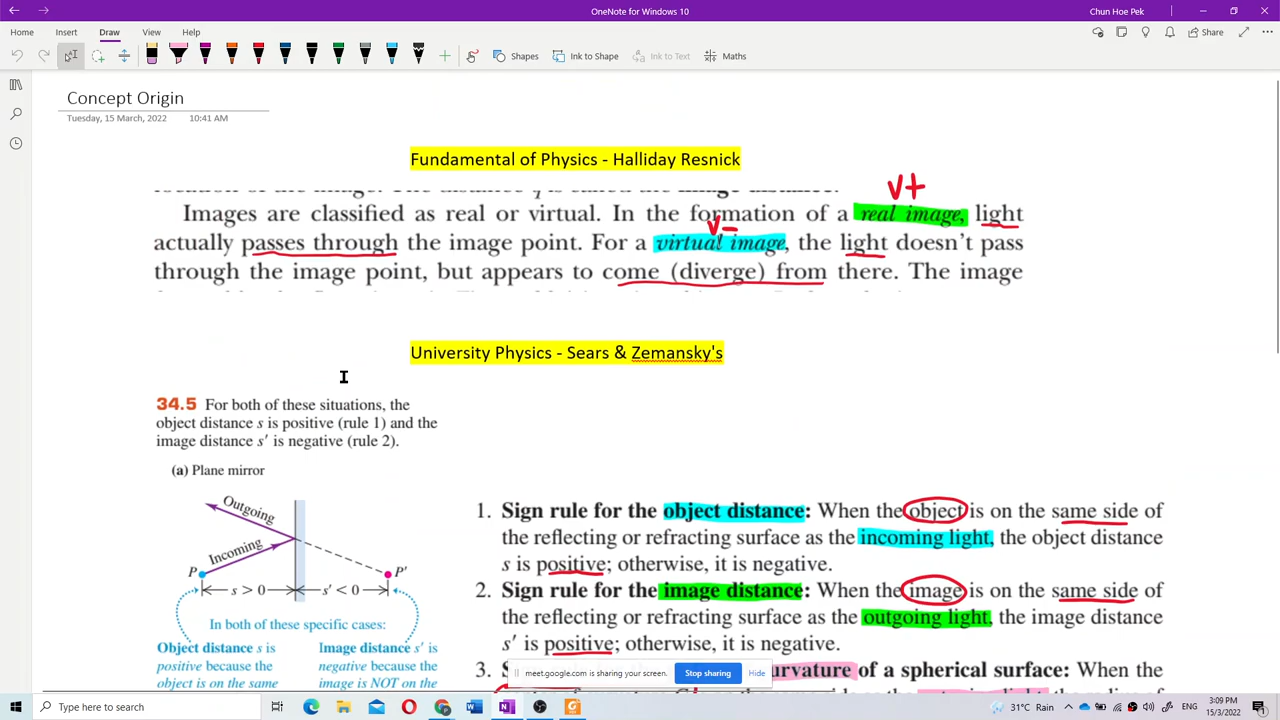 OneNote for Windows 10
Chun Hoe Pek
Home Insert Draw View Help
Share
Shapes Ink to Shape Ink to Text Maths
Concept Origin
Tuesday, 15 March, 2022 10:41 AM
Fundamental of Physics - Halliday Resnick
V+
Images are classified as real or virtual. In the formation of a real image, light
V-
actually passes through the image point. For a virtual image, the light doesn't pass
through the image point, but appears to come (diverge) from there. The image
University Physics - Sears & Zemansky's
34.5 For both of these situations, the
object distance s is positive (rule 1) and the
image distance s′ is negative (rule 2).
(a) Plane mirror
Outgoing
Incoming
P
P′
s > 0
s′ < 0
In both of these specific cases:
Object distance s is
positive because the
object is on the same
Image distance s′ is
negative because the
image is NOT on the
1. Sign rule for the object distance: When the object is on the same side of
the reflecting or refracting surface as the incoming light, the object distance
s is positive; otherwise, it is negative.
2. Sign rule for the image distance: When the image is on the same side of
the reflecting or refracting surface as the outgoing light, the image distance
s′ is positive; otherwise, it is negative.
3. of a spherical surface: When the
meet.google.com is sharing your screen. Stop sharing Hide
Type here to search
31°C Rain
ENG
3:09 PM
15/3/2022